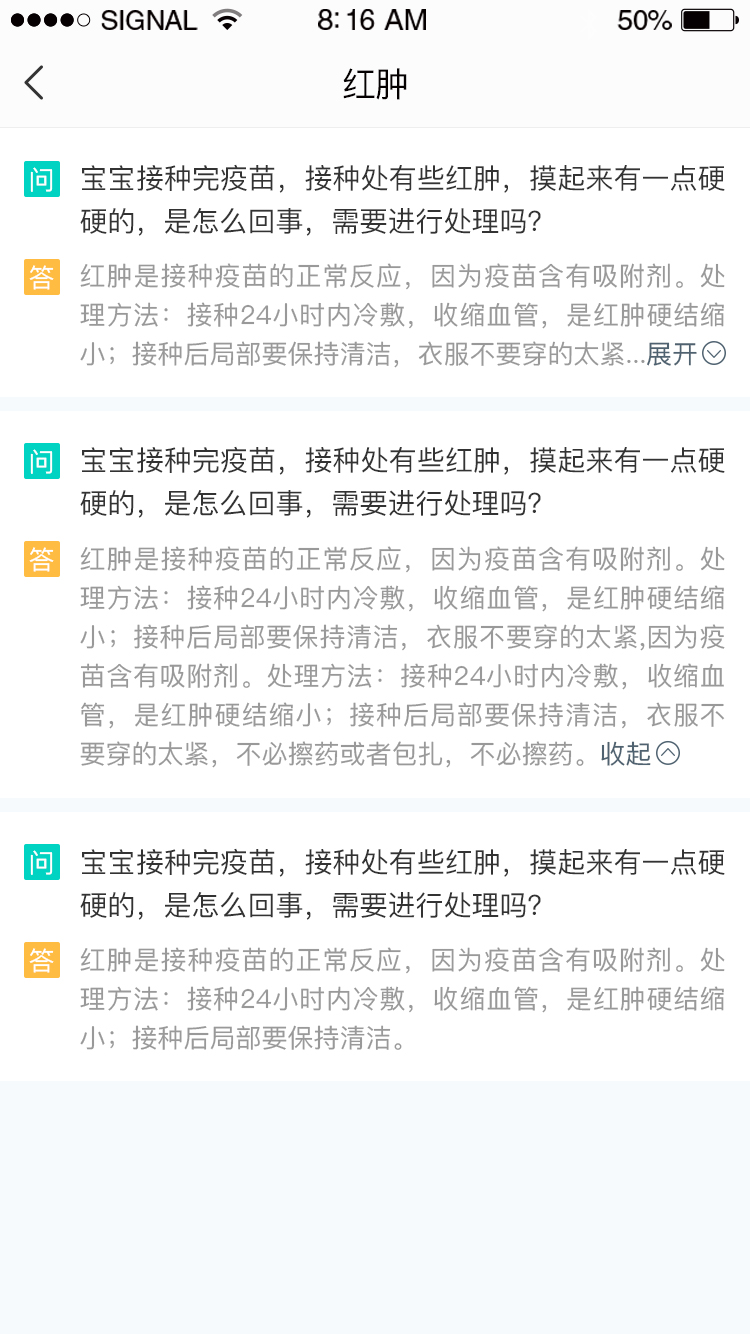 SIGNAL 8:16 AM 50%
红肿
问 宝宝接种完疫苗，接种处有些红肿，摸起来有一点硬
硬的，是怎么回事，需要进行处理吗？
答 红肿是接种疫苗的正常反应，因为疫苗含有吸附剂。处
理方法：接种24小时内冷敷，收缩血管，是红肿硬结缩
小；接种后局部要保持清洁，衣服不要穿的太紧...展开
问 宝宝接种完疫苗，接种处有些红肿，摸起来有一点硬
硬的，是怎么回事，需要进行处理吗？
答 红肿是接种疫苗的正常反应，因为疫苗含有吸附剂。处
理方法：接种24小时内冷敷，收缩血管，是红肿硬结缩
小；接种后局部要保持清洁，衣服不要穿的太紧,因为疫
苗含有吸附剂。处理方法：接种24小时内冷敷，收缩血
管，是红肿硬结缩小；接种后局部要保持清洁，衣服不
要穿的太紧，不必擦药或者包扎，不必擦药。收起
问 宝宝接种完疫苗，接种处有些红肿，摸起来有一点硬
硬的，是怎么回事，需要进行处理吗？
答 红肿是接种疫苗的正常反应，因为疫苗含有吸附剂。处
理方法：接种24小时内冷敷，收缩血管，是红肿硬结缩
小；接种后局部要保持清洁。